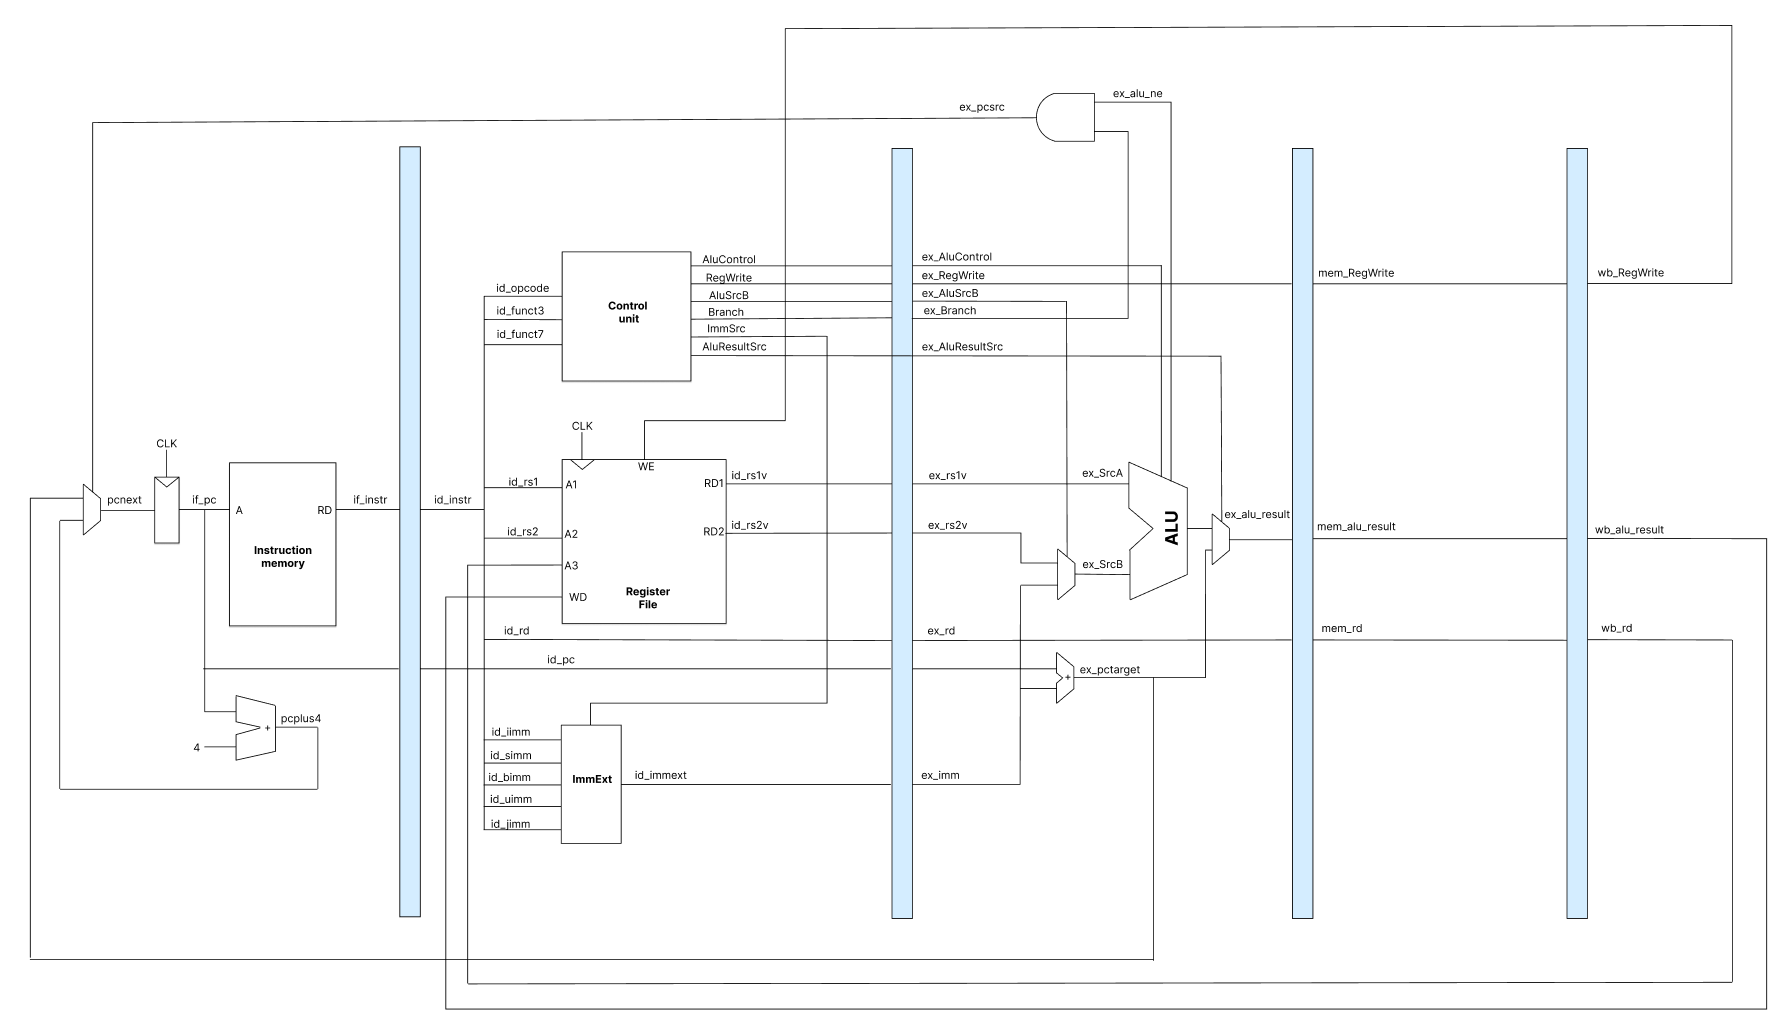 ex_alu_ne
ex_pcsrc
AluControl
ex_AluControl
RegWrite
ex_RegWrite
mem_RegWrite
wb_RegWrite
id_opcode
AluSrcB
ex_AluSrcB
Control
unit
id_funct3
Branch
ex_Branch
id_funct7
ImmSrc
AluResultSrc
ex_AluResultSrc
CLK
CLK
WE
id_rs1
A1
RD1
id_rs1v
ex_rs1v
ex_SrcA
pcnext
if_pc
A
RD
if_instr
id_instr
ex_alu_result
mem_alu_result
wb_alu_result
ALU
id_rs2
A2
RD2
id_rs2v
ex_rs2v
Instruction
memory
A3
ex_SrcB
WD
Register
File
id_rd
ex_rd
mem_rd
wb_rd
id_pc
+
ex_pctarget
pcplus4
+
4
id_iimm
id_simm
id_bimm
ImmExt
id_immext
ex_imm
id_uimm
id_jimm